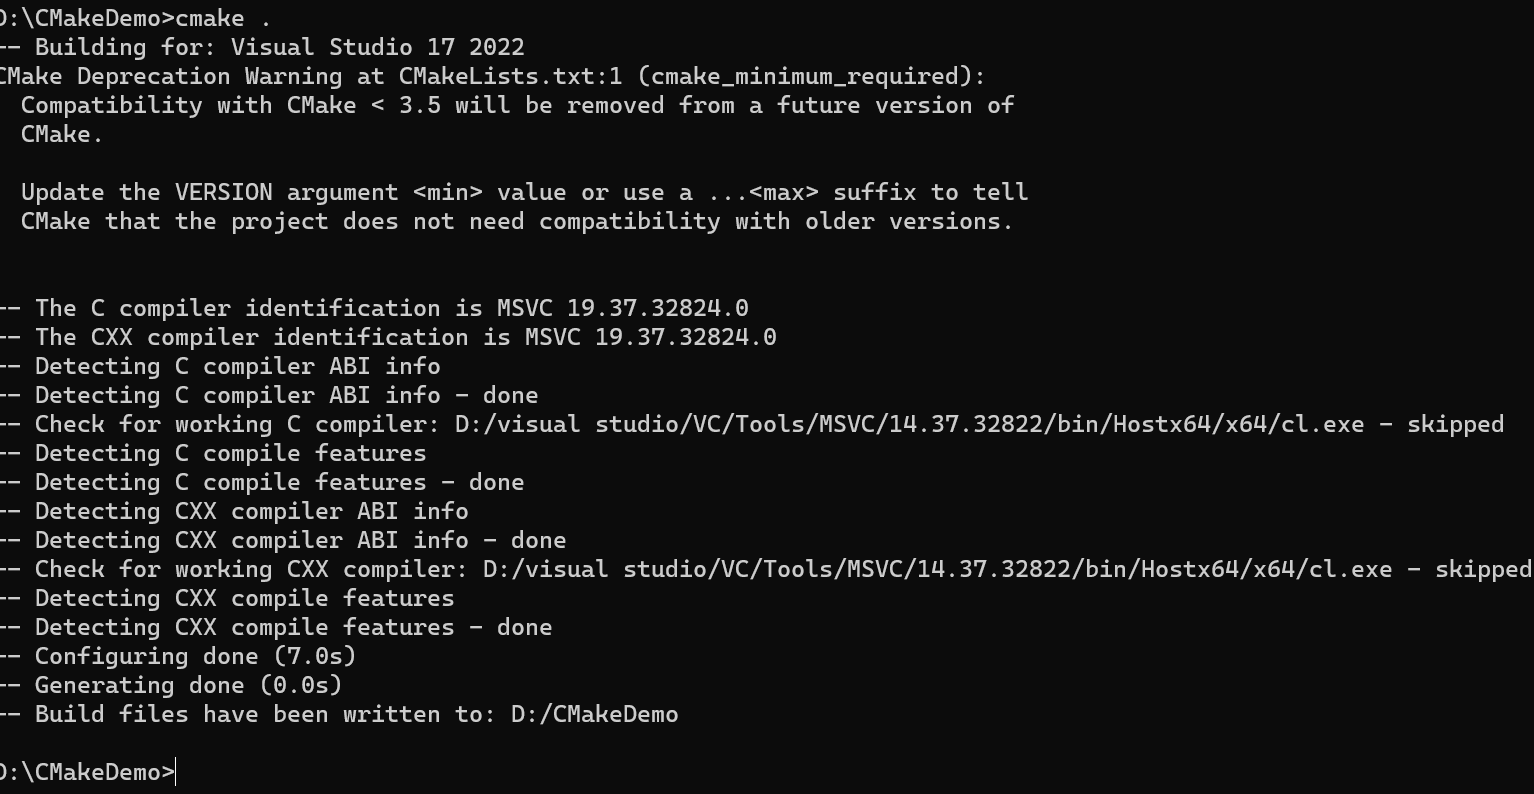 D:\CMakeDemo>cmake .
-- Building for: Visual Studio 17 2022
CMake Deprecation Warning at CMakeLists.txt:1 (cmake_minimum_required):
  Compatibility with CMake < 3.5 will be removed from a future version of
  CMake.

  Update the VERSION argument <min> value or use a ...<max> suffix to tell
  CMake that the project does not need compatibility with older versions.

-- The C compiler identification is MSVC 19.37.32824.0
-- The CXX compiler identification is MSVC 19.37.32824.0
-- Detecting C compiler ABI info
-- Detecting C compiler ABI info - done
-- Check for working C compiler: D:/visual studio/VC/Tools/MSVC/14.37.32822/bin/Hostx64/x64/cl.exe - skipped
-- Detecting C compile features
-- Detecting C compile features - done
-- Detecting CXX compiler ABI info
-- Detecting CXX compiler ABI info - done
-- Check for working CXX compiler: D:/visual studio/VC/Tools/MSVC/14.37.32822/bin/Hostx64/x64/cl.exe - skipped
-- Detecting CXX compile features
-- Detecting CXX compile features - done
-- Configuring done (7.0s)
-- Generating done (0.0s)
-- Build files have been written to: D:/CMakeDemo

D:\CMakeDemo>